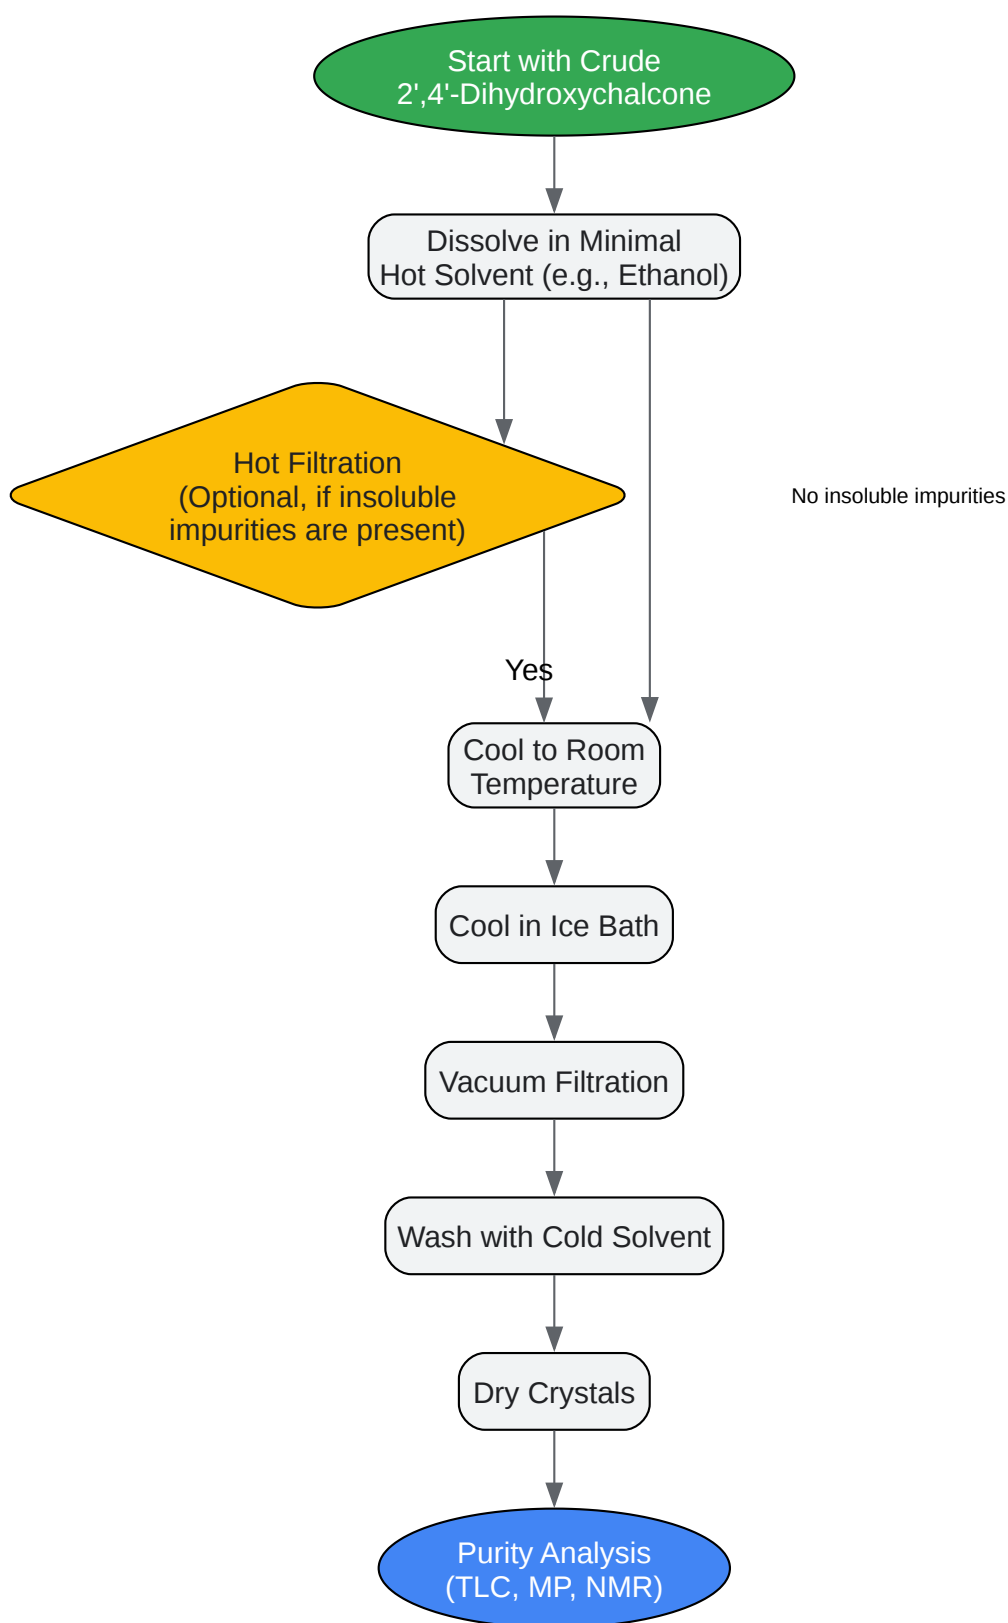 Start with Crude
2',4'-Dihydroxychalcone
Dissolve in Minimal
Hot Solvent (e.g., Ethanol)
Hot Filtration
(Optional, if insoluble
impurities are present)
No insoluble impurities
Yes
Cool to Room
Temperature
Cool in Ice Bath
Vacuum Filtration
Wash with Cold Solvent
Dry Crystals
Purity Analysis
(TLC, MP, NMR)